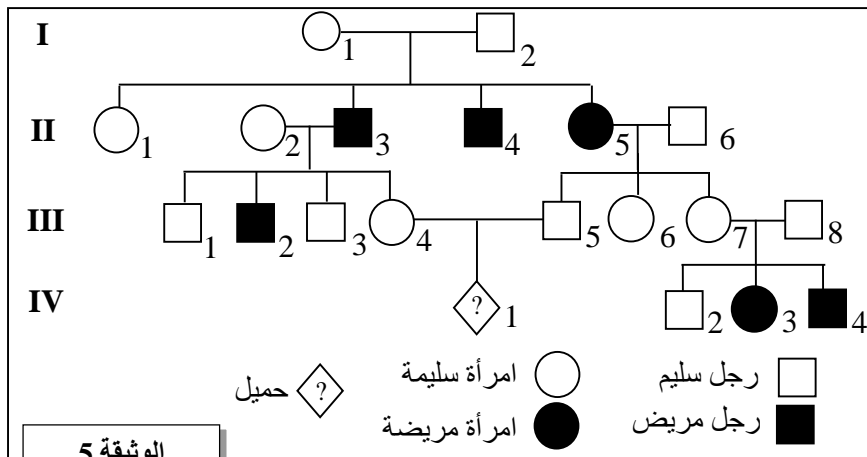 I
1 2
II
1 2 3 4 5 6
III
1 2 3 4 5 6 7 8
IV
? 1 2 3 4
? حميل
امرأة سليمة
رجل سليم
امرأة مريضة
رجل مريض
الوثيقة 5